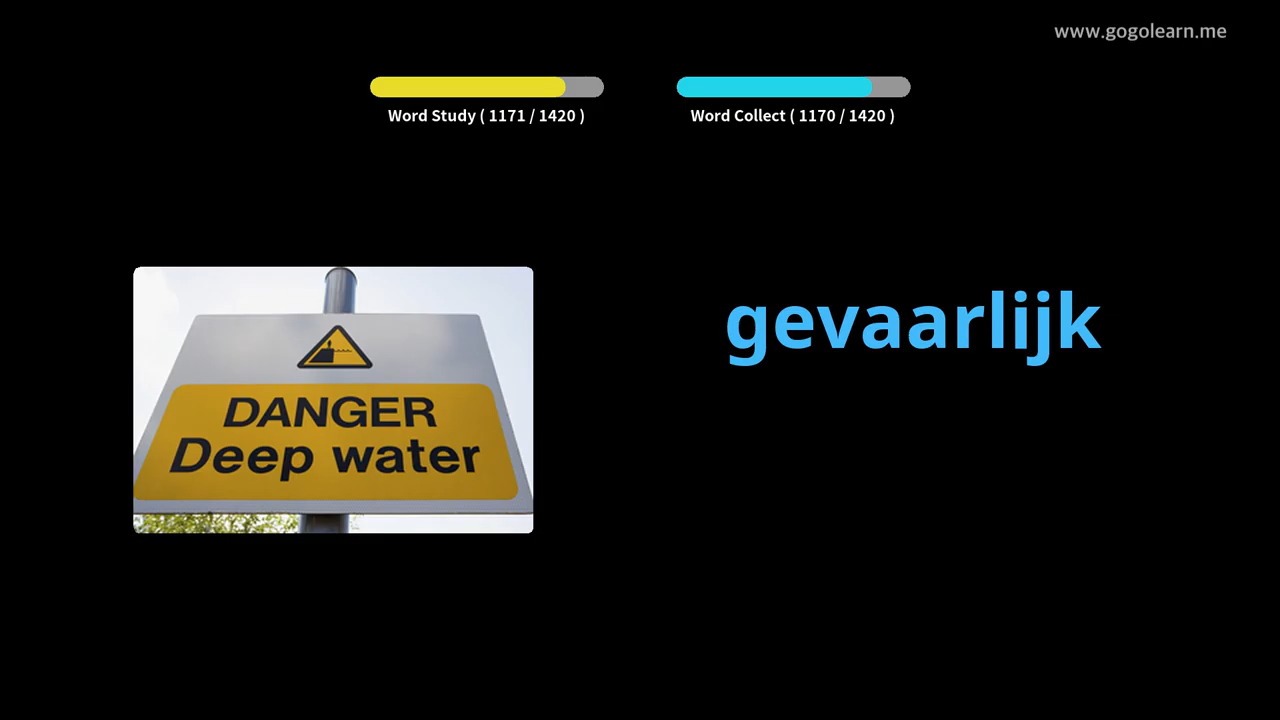 www.gogolearn.me
Word Study ( 1171 / 1420 )
Word Collect ( 1170 / 1420 )
DANGER
Deep water
gevaarlijk